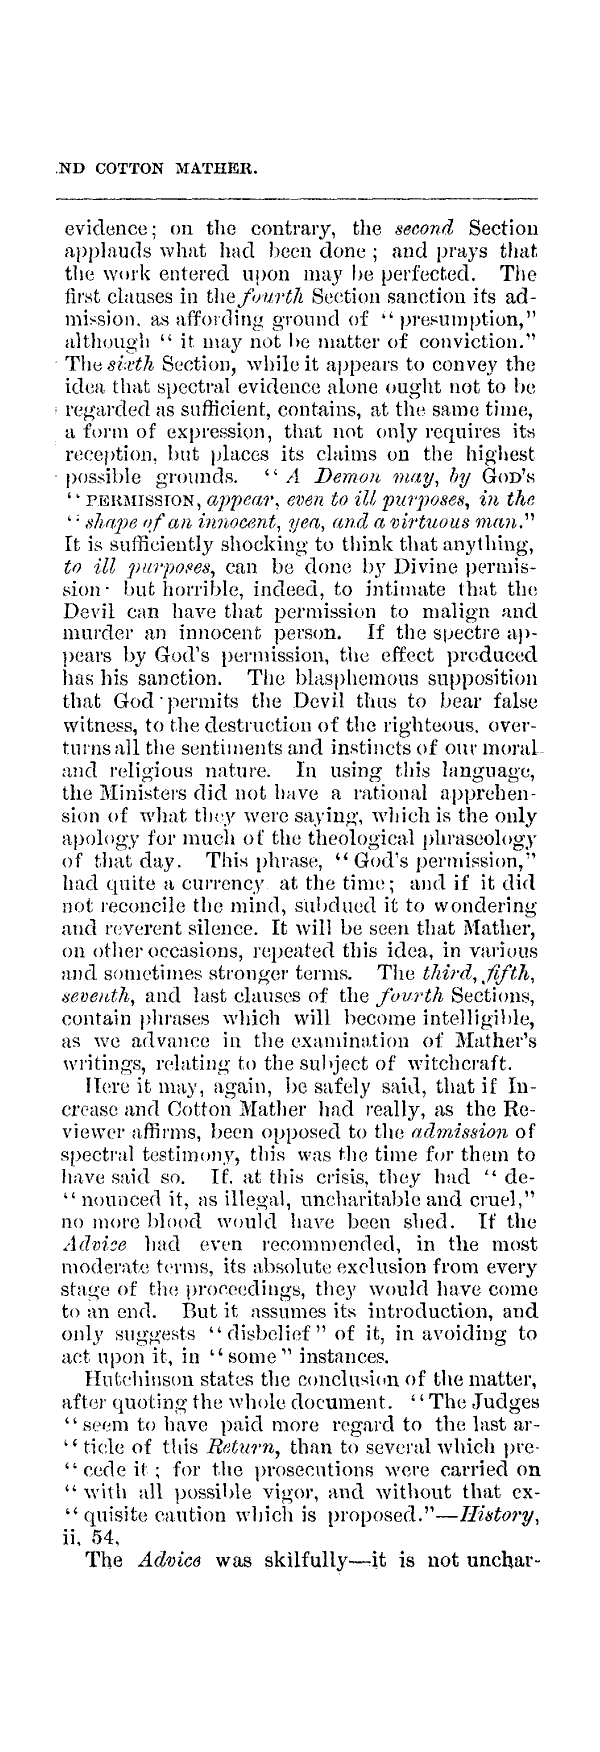 ND COTTON MATHER.
evidence; on the contrary, the second Section
applauds what had been done ; and prays that
the work entered upon may be perfected. The
first clauses in the fourth Section sanction its ad-
mission, as affording ground of “ presumption,”
although “ it may not be matter of conviction.”
The sixth Section, while it appears to convey the
idea that spectral evidence alone ought not to be
regarded as sufficient, contains, at the same time,
a form of expression, that not only requires its
reception, but places its claims on the highest
possible grounds. “ A Demon may, by GOD'S
“ PERMISSION, appear, even to ill purposes, in the
“ shape of an innocent, yea, and a virtuous man.”
It is sufficiently shocking to think that anything,
to ill purposes, can be done by Divine permis-
sion· but horrible, indeed, to intimate that the
Devil can have that permission to malign and
murder an innocent person. If the spectre ap-
pears by God's permission, the effect produced
has his sanction. The blasphemous supposition
that God permits the Devil thus to bear false
witness, to the destruction of the righteous. over-
turns all the sentiments and instincts of our moral
and religious nature. In using this language,
the Ministers did not have a rational apprehen-
sion of what they were saying, which is the only
apology for much of the theological phraseology
of that day. This phrase, “ God's permission,”
had quite a currency at the time; and if it did
not reconcile the mind, subdued it to wondering
and reverent silence. It will be seen that Mather,
on other occasions, repeated this idea, in various
and sometimes stronger terms. The third, fifth,
seventh, and last clauses of the fourth Sections,
contain phrases which will become intelligible,
as we advance in the examination of Mather's
writings, relating to the subject of witchcraft.
Here it may, again, be safely said, that if In-
crease and Cotton Mather had really, as the Re-
viewer affirms, been opposed to the admission of
spectral testimony, this was the time for them to
have said so. If, at this crisis, they had “ de-
“ nounced it, as illegal, uncharitable and cruel,”
no more blood would have been shed. If the
Advice had even recommended, in the most
moderate terms, its absolute exclusion from every
stage of the proceedings, they would have come
to an end. But it assumes its introduction, and
only suggests “ disbelief ” of it, in avoiding to
act upon it, in “ some ” instances.
Hutchinson states the conclusion of the matter,
after quoting the whole document. “ The Judges
“ seem to have paid more regard to the last ar-
“ ticle of this Return, than to several which pre-
“ cede it ; for the prosecutions were carried on
“ with all possible vigor, and without that ex-
“ quisite caution which is proposed.”—History,
ii, 54,
The Advice was skilfully—it is not unchar-